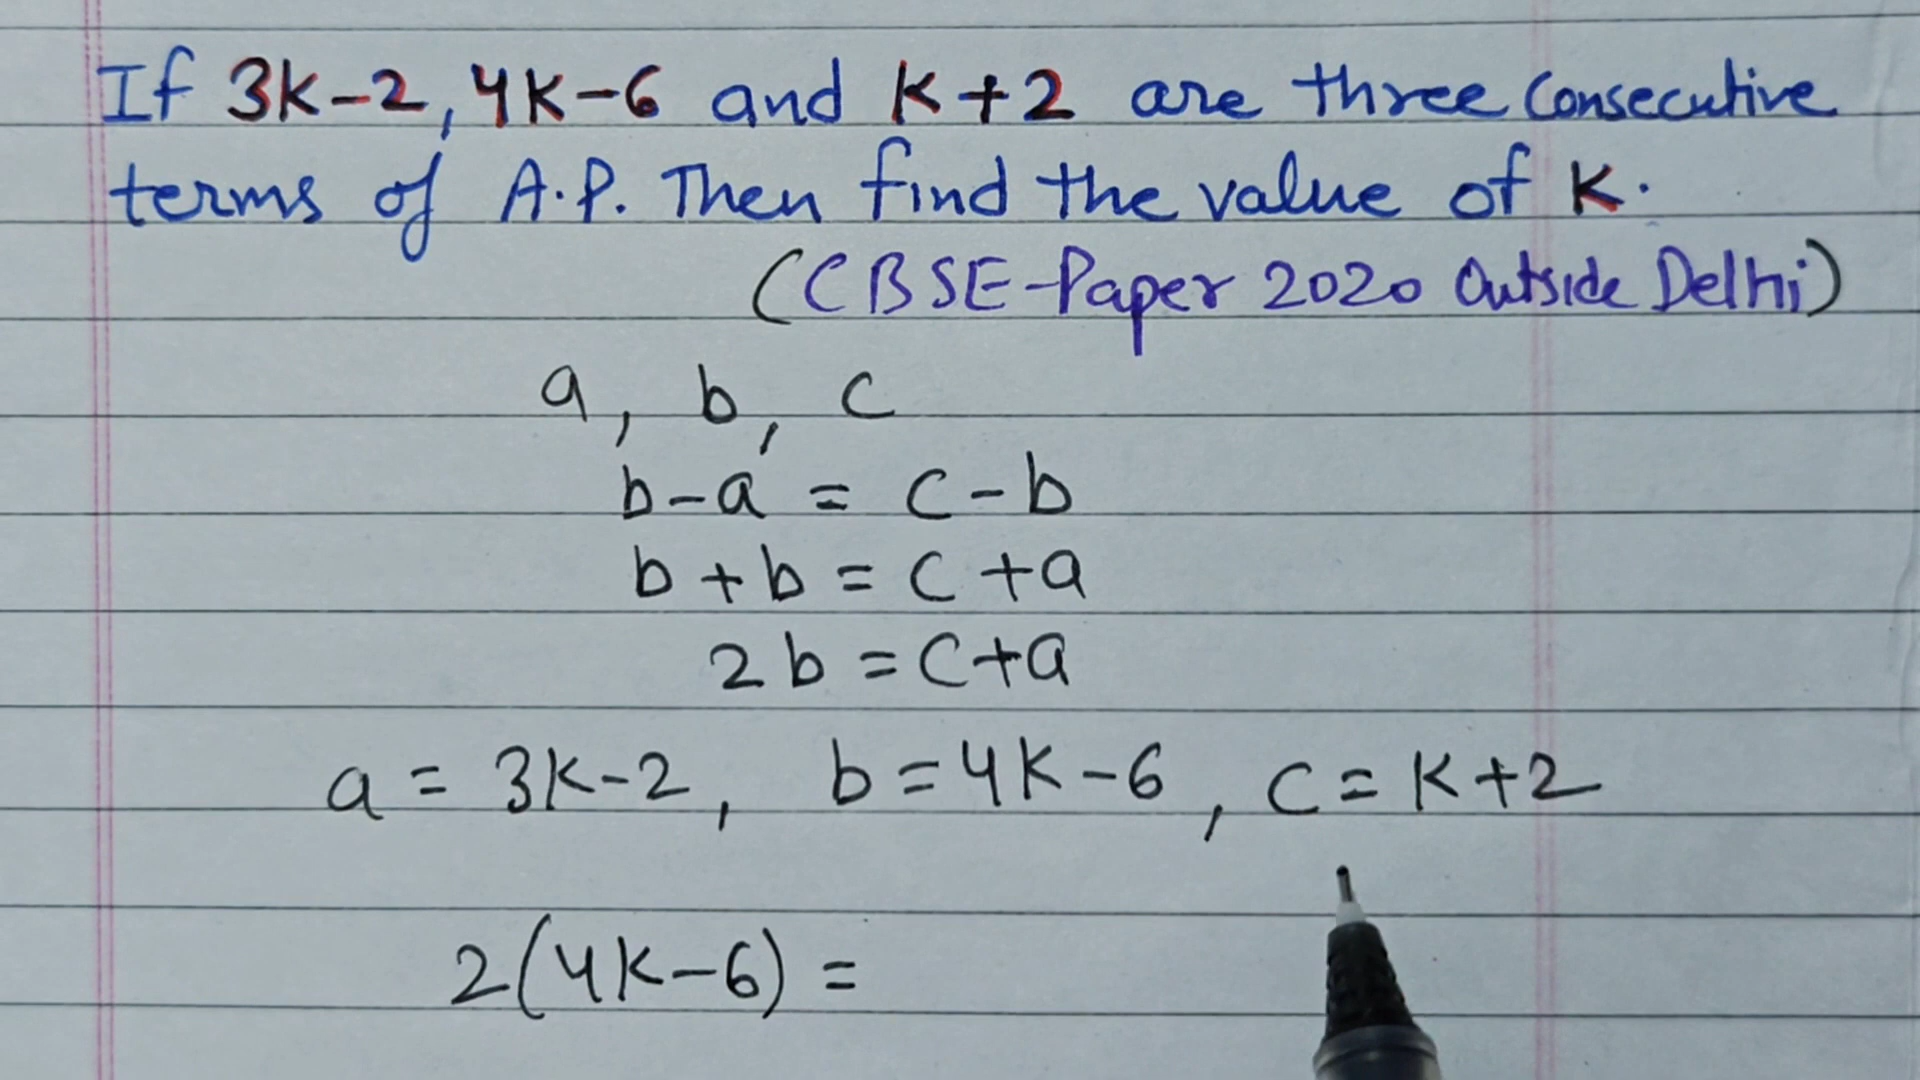 If 3K-2, 4K-6 and K+2 are three consecutive
terms of A.P. Then find the value of K.
(CBSE-Paper 2020 Outside Delhi)
a, b, c
b-a = c-b
b+b = c+a
2b = c+a
a = 3K-2, b = 4K-6, c = K+2
2(4K-6) =